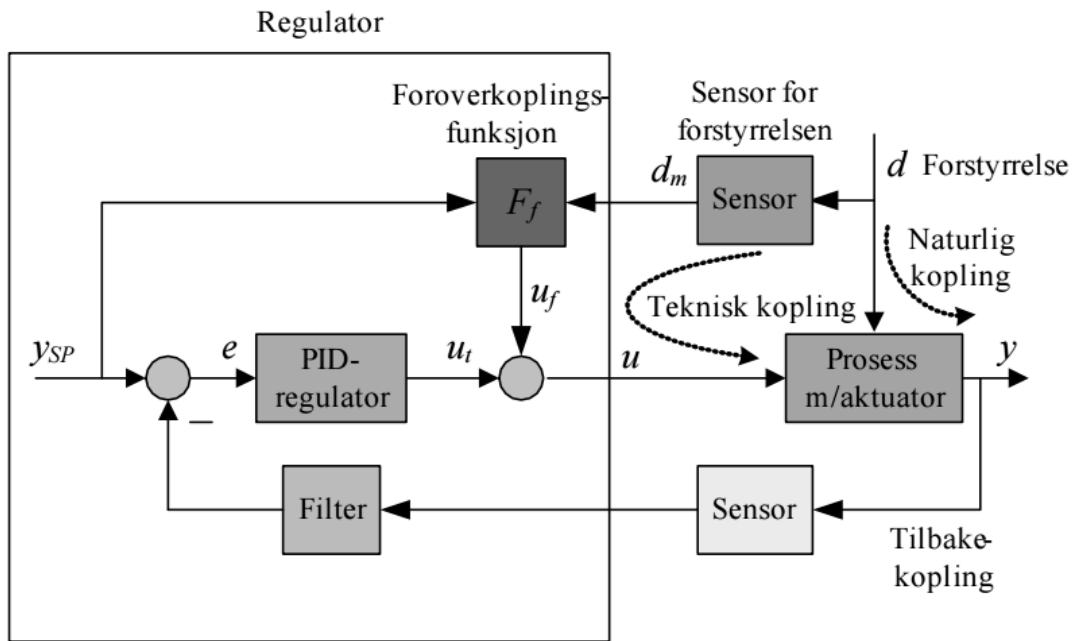 Regulator
Foroverkoplings-
funksjon
Sensor for
forstyrrelsen
d Forstyrrelse
d_m
F_f
Sensor
Naturlig
kopling
u_f
Teknisk kopling
y_SP
e
PID-
regulator
u_t
u
Prosess
m/aktuator
y
–
Filter
Sensor
Tilbake-
kopling